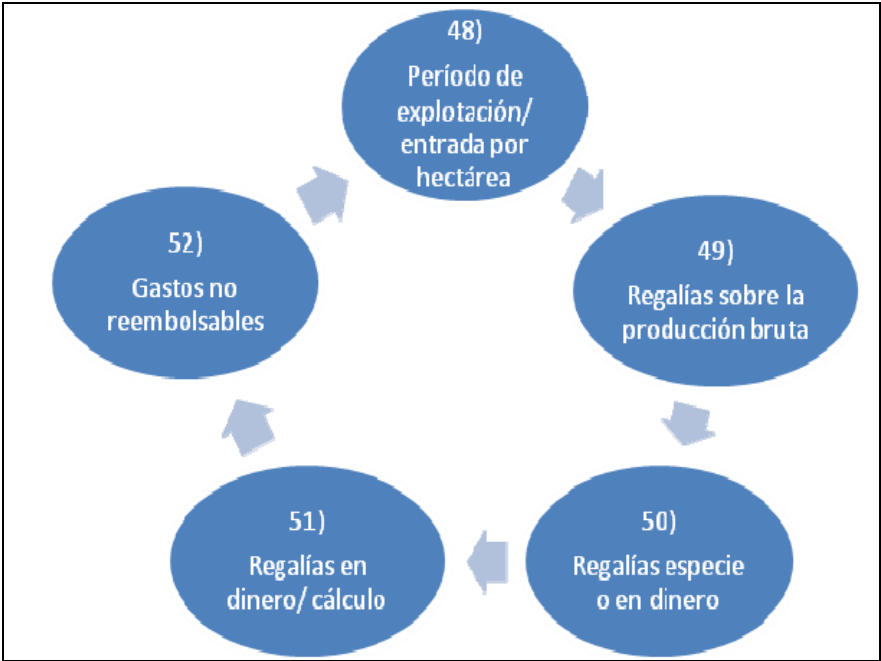 48)
Período de
explotación/
entrada por
hectárea
49)
Regalías sobre la
producción bruta
50)
Regalías especie
o en dinero
51)
Regalías en
dinero/ cálculo
52)
Gastos no
reembolsables